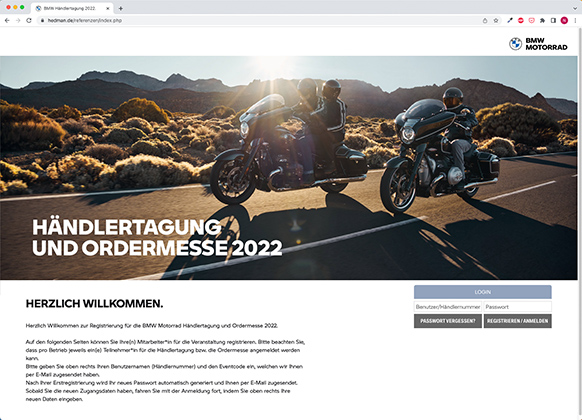 BMW Händlertagung 2022.
hedman.de/referenzen/index.php
BMW
MOTORRAD
HÄNDLERTAGUNG
UND ORDERMESSE 2022
LOGIN
Benutzer/Händlernummer Passwort
PASSWORT VERGESSEN? REGISTRIEREN / ANMELDEN
HERZLICH WILLKOMMEN.
Herzlich Willkommen zur Registrierung für die BMW Motorrad Händlertagung und Ordermesse 2022.
Auf den folgenden Seiten können Sie Ihre(n) Mitarbeiter*in für die Veranstaltung registrieren. Bitte beachten Sie,
dass pro Betrieb jeweils ein(e) Teilnehmer*in für die Händlertagung bzw. die Ordermesse angemeldet werden
kann.
Bitte geben Sie oben rechts Ihren Benutzernamen (Händlernummer) und den Eventcode ein, welchen wir Ihnen
per E-Mail zugesendet haben.
Nach Ihrer Erstregistrierung wird Ihr neues Passwort automatisch generiert und Ihnen per E-Mail zugesendet.
Sobald Sie die neuen Zugangsdaten haben, fahren Sie mit der Anmeldung fort, indem Sie oben rechts Ihre
neuen Daten eingeben.